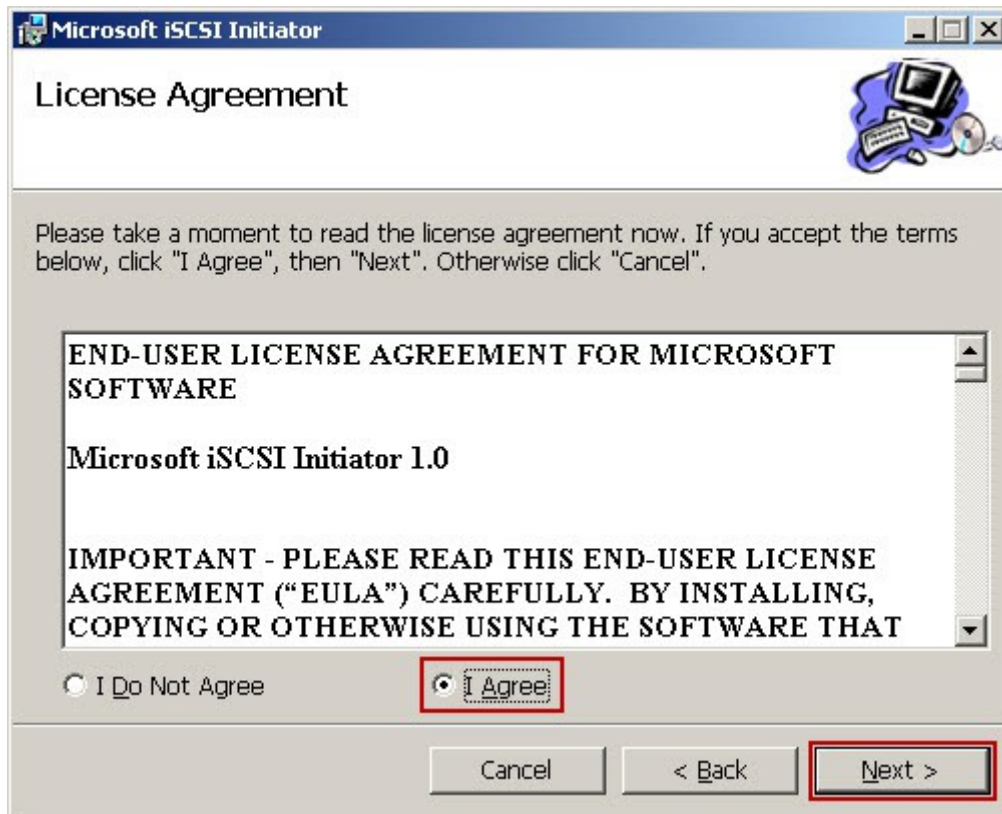 Microsoft iSCSI Initiator
License Agreement
Please take a moment to read the license agreement now. If you accept the terms
below, click "I Agree", then "Next". Otherwise click "Cancel".
END-USER LICENSE AGREEMENT FOR MICROSOFT
SOFTWARE
Microsoft iSCSI Initiator 1.0
IMPORTANT - PLEASE READ THIS END-USER LICENSE
AGREEMENT (“EULA”) CAREFULLY.  BY INSTALLING,
COPYING OR OTHERWISE USING THE SOFTWARE THAT
I Do Not Agree
I Agree
Cancel
< Back
Next >